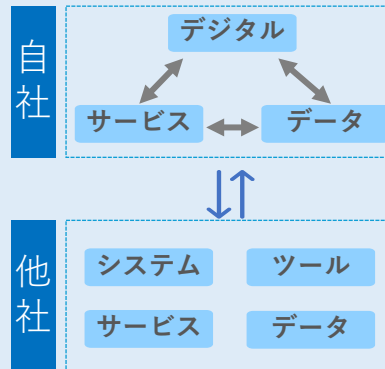 自社
デジタル
サービス
データ
他社
システム
ツール
サービス
データ